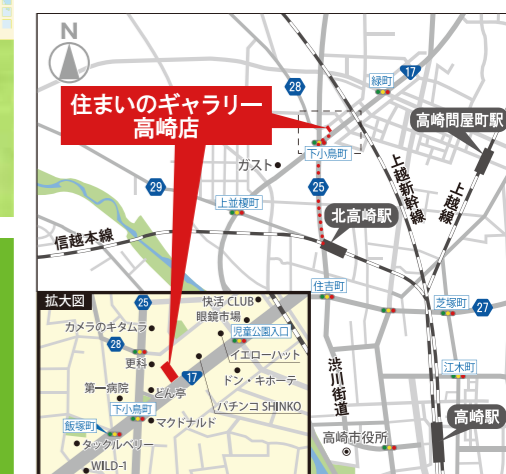 N
17
緑町
28
住まいのギャラリー
高崎店
高崎問屋町駅
下小鳥町
ガスト
上越新幹線
上越線
29
25
上並榎町
北高崎駅
信越本線
住吉町
芝塚町
27
拡大図
25
快活 CLUB
眼鏡市場
カメラのキタムラ
児童公園入口
28
イエローハット
更科
17
ドン・キホーテ
第一病院
どん亭
パチンコ SHINKO
下小鳥町
マクドナルド
飯塚町
タックルベリー
WILD-1
渋川街道
江木町
高崎駅
高崎市役所